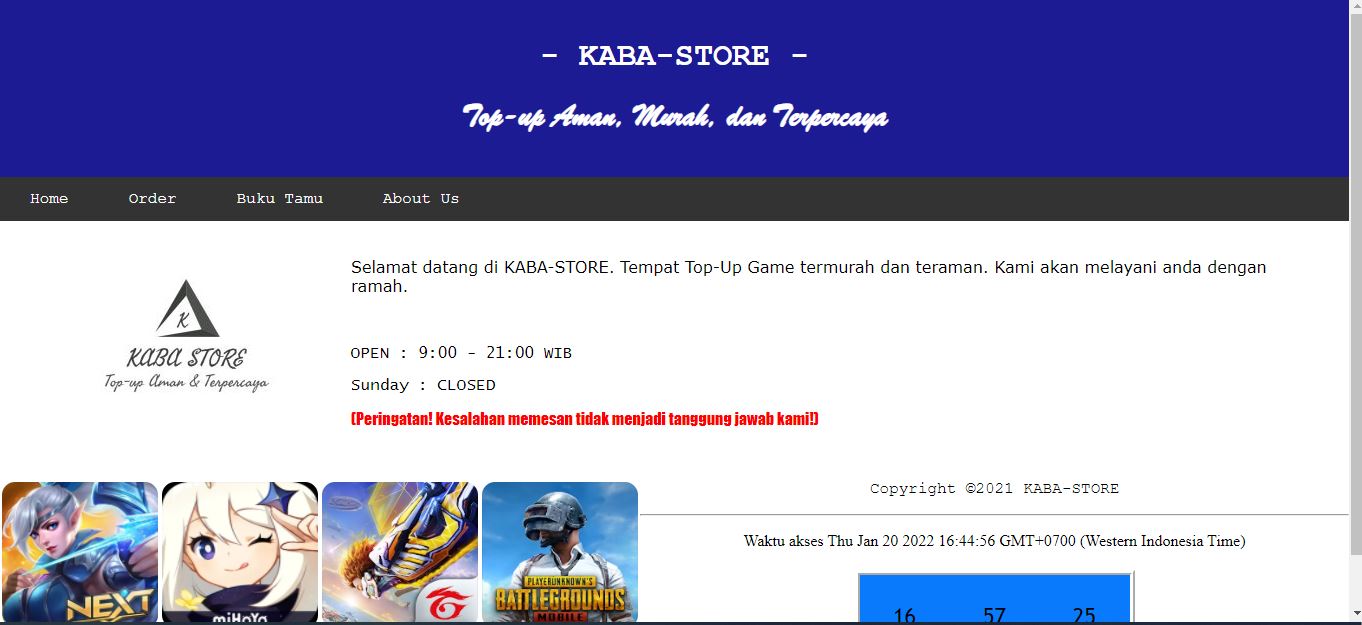 - KABA-STORE -
Top-up Aman, Murah, dan Terpercaya
Home Order Buku Tamu About Us
K
KABA STORE
Top-up Aman & Terpercaya
Selamat datang di KABA-STORE. Tempat Top-Up Game termurah dan teraman. Kami akan melayani anda dengan
ramah.
OPEN : 9:00 - 21:00 WIB
Sunday : CLOSED
(Peringatan! Kesalahan memesan tidak menjadi tanggung jawab kami!)
NEXT
miHoYo
PLAYERUNKNOWN'S
BATTLEGROUNDS
MOBILE
Copyright ©2021 KABA-STORE
Waktu akses Thu Jan 20 2022 16:44:56 GMT+0700 (Western Indonesia Time)
16 57 25